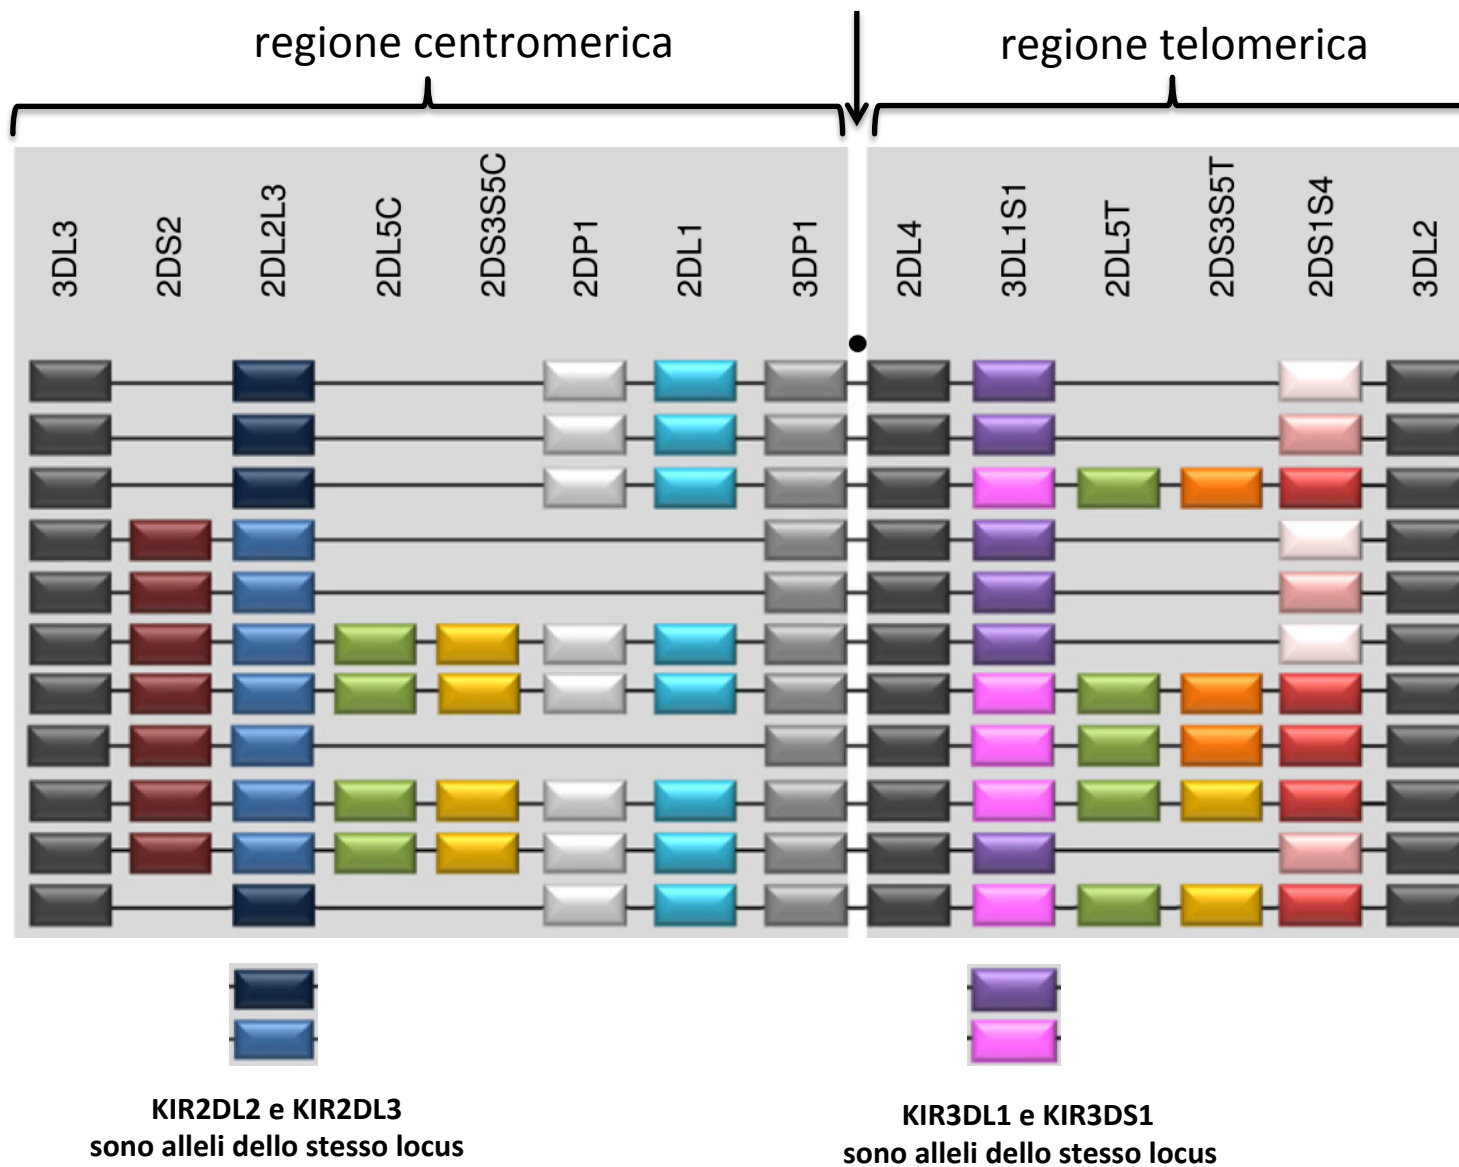 regione centromerica
regione telomerica
3DL3
2DS2
2DL2L3
2DL5C
2DS3S5C
2DP1
2DL1
3DP1
2DL4
3DL1S1
2DL5T
2DS3S5T
2DS1S4
3DL2
KIR2DL2 e KIR2DL3
sono alleli dello stesso locus
KIR3DL1 e KIR3DS1
sono alleli dello stesso locus